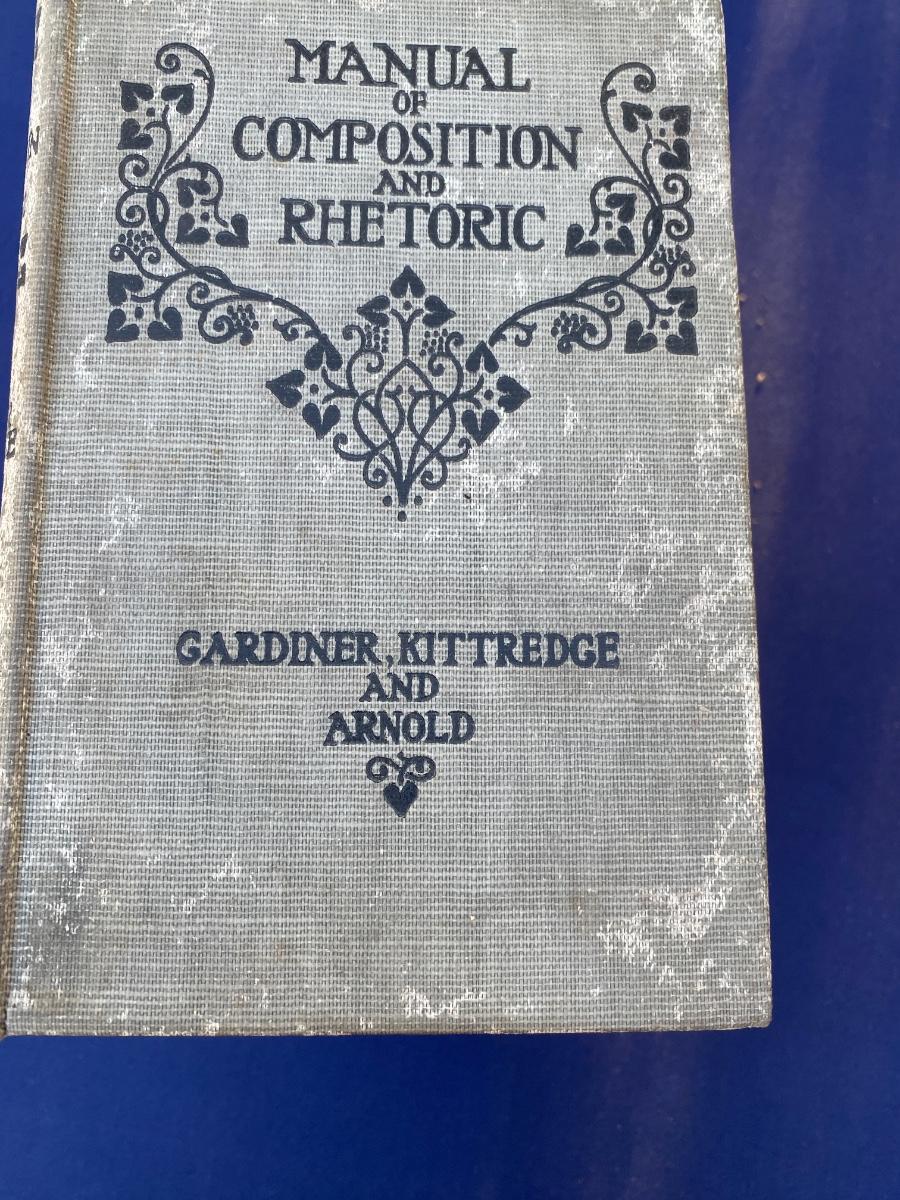 MANUAL
OF
COMPOSITION
AND
RHETORIC
GARDINER, KITTREDGE
AND
ARNOLD